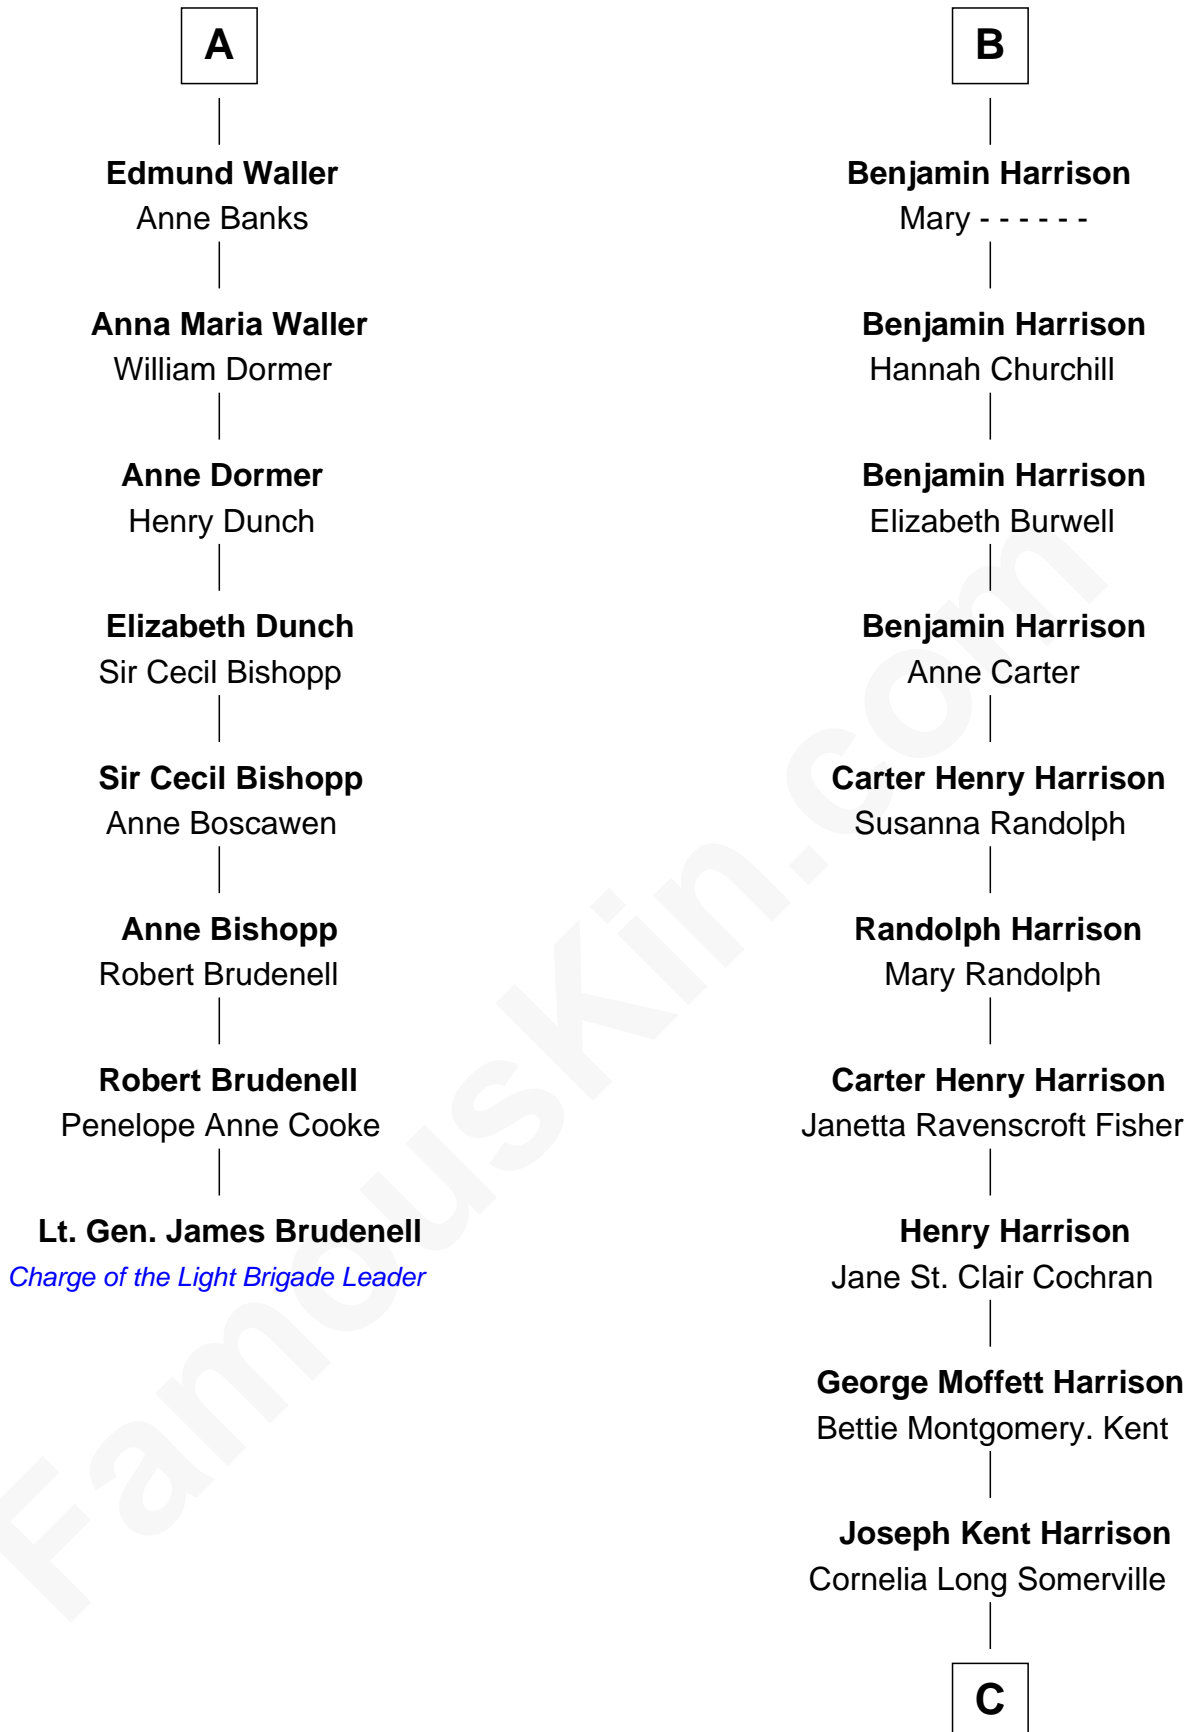 A
Edmund Waller
Anne Banks
Anna Maria Waller
William Dormer
Anne Dormer
Henry Dunch
Elizabeth Dunch
Sir Cecil Bishopp
Sir Cecil Bishopp
Anne Boscawen
Anne Bishopp
Robert Brudenell
Robert Brudenell
Penelope Anne Cooke
Lt. Gen. James Brudenell
Charge of the Light Brigade Leader
B
Benjamin Harrison
Mary - - - - - -
Benjamin Harrison
Hannah Churchill
Benjamin Harrison
Elizabeth Burwell
Benjamin Harrison
Anne Carter
Carter Henry Harrison
Susanna Randolph
Randolph Harrison
Mary Randolph
Carter Henry Harrison
Janetta Ravenscroft Fisher
Henry Harrison
Jane St. Clair Cochran
George Moffett Harrison
Bettie Montgomery. Kent
Joseph Kent Harrison
Cornelia Long Somerville
C
FamousKin.com